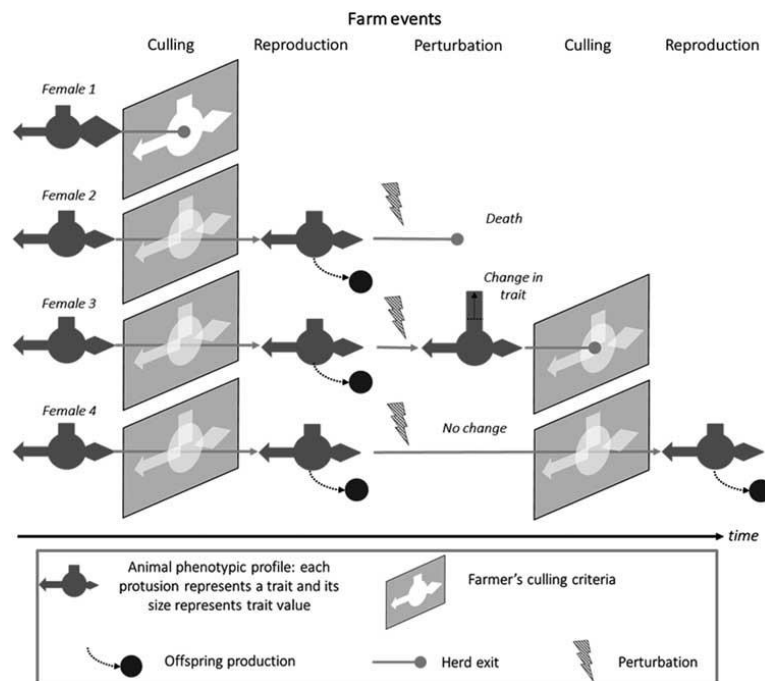 Farm events
Culling Reproduction Perturbation Culling Reproduction
Female 1
Female 2
Death
Female 3
Change in
trait
Female 4
No change
time
Animal phenotypic profile: each
protusion represents a trait and its
size represents trait value
Farmer's culling criteria
Offspring production
Herd exit
Perturbation